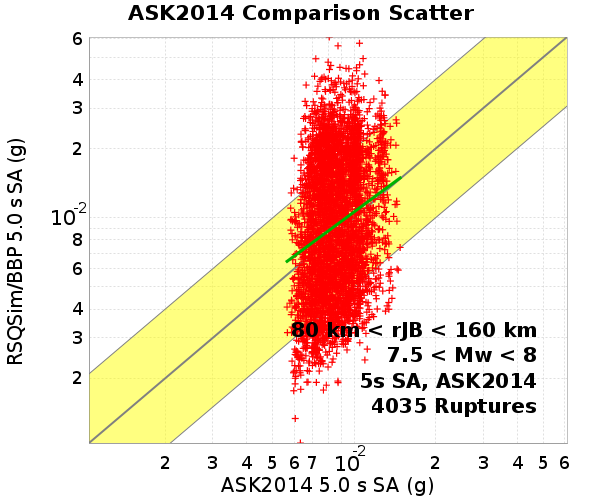 ASK2014 Comparison Scatter
RSQSim/BBP 5.0 s SA (g)
6
4
3
2
10-2
8
6
4
3
2
80 km < rJB < 160 km
7.5 < Mw < 8
5s SA, ASK2014
4035 Ruptures
2 3 4 5 6 7 10-2 2 3 4 5 6
ASK2014 5.0 s SA (g)